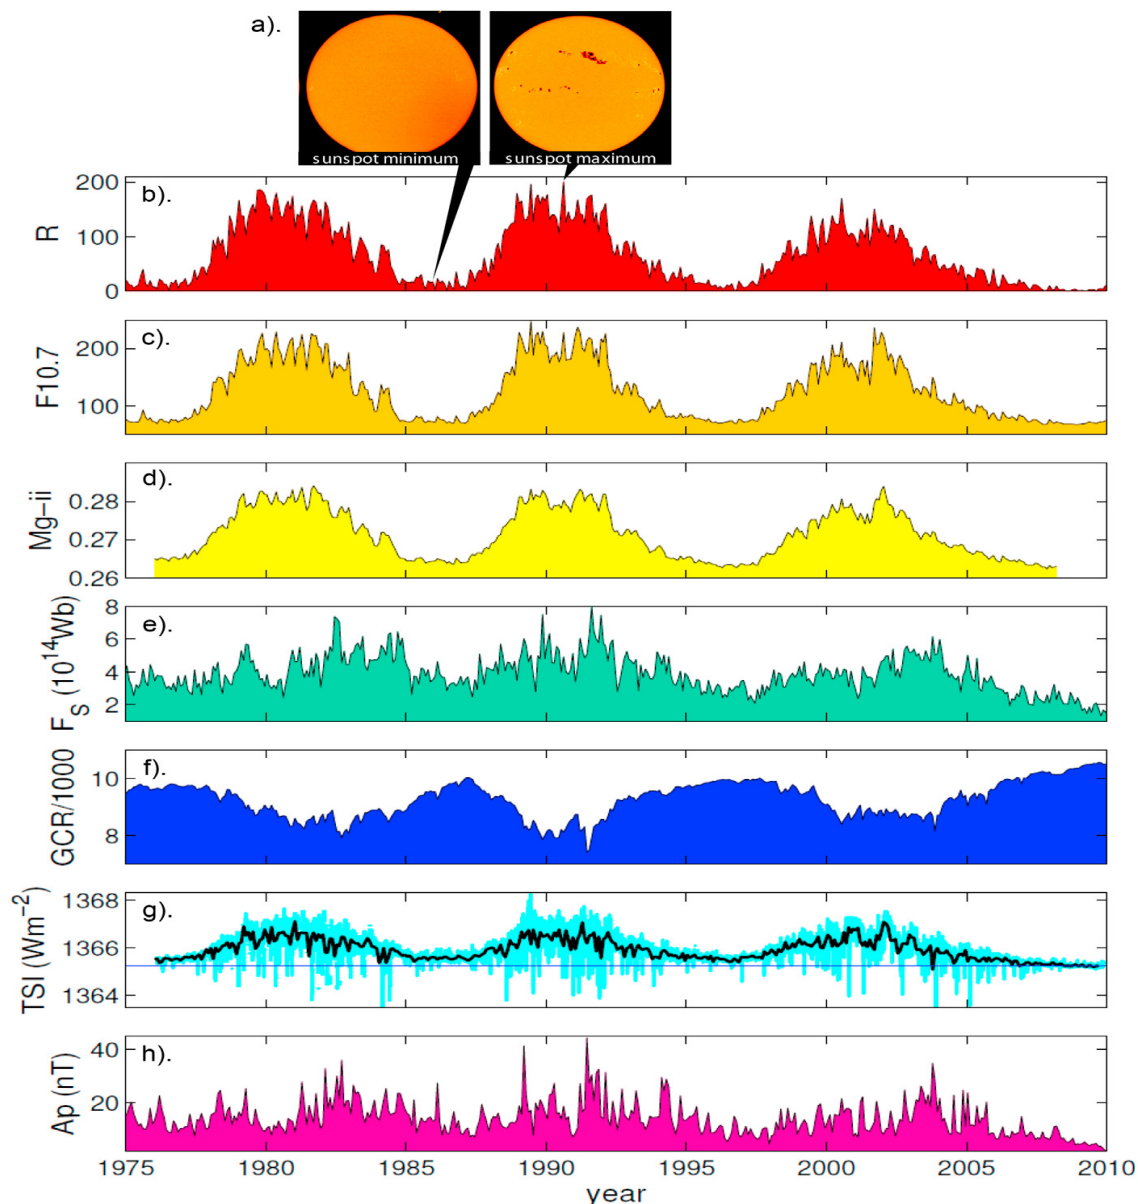 a).
sunspot minimum
sunspot maximum
b).
200
100
0
R
c).
200
100
F10.7
d).
0.28
0.27
0.26
Mg–ii
e).
8
6
4
2
F_S (10^14Wb)
f).
10
8
GCR/1000
g).
1368
1366
1364
TSI (Wm^−2)
h).
40
20
Ap (nT)
1975 1980 1985 1990 1995 2000 2005 2010
year